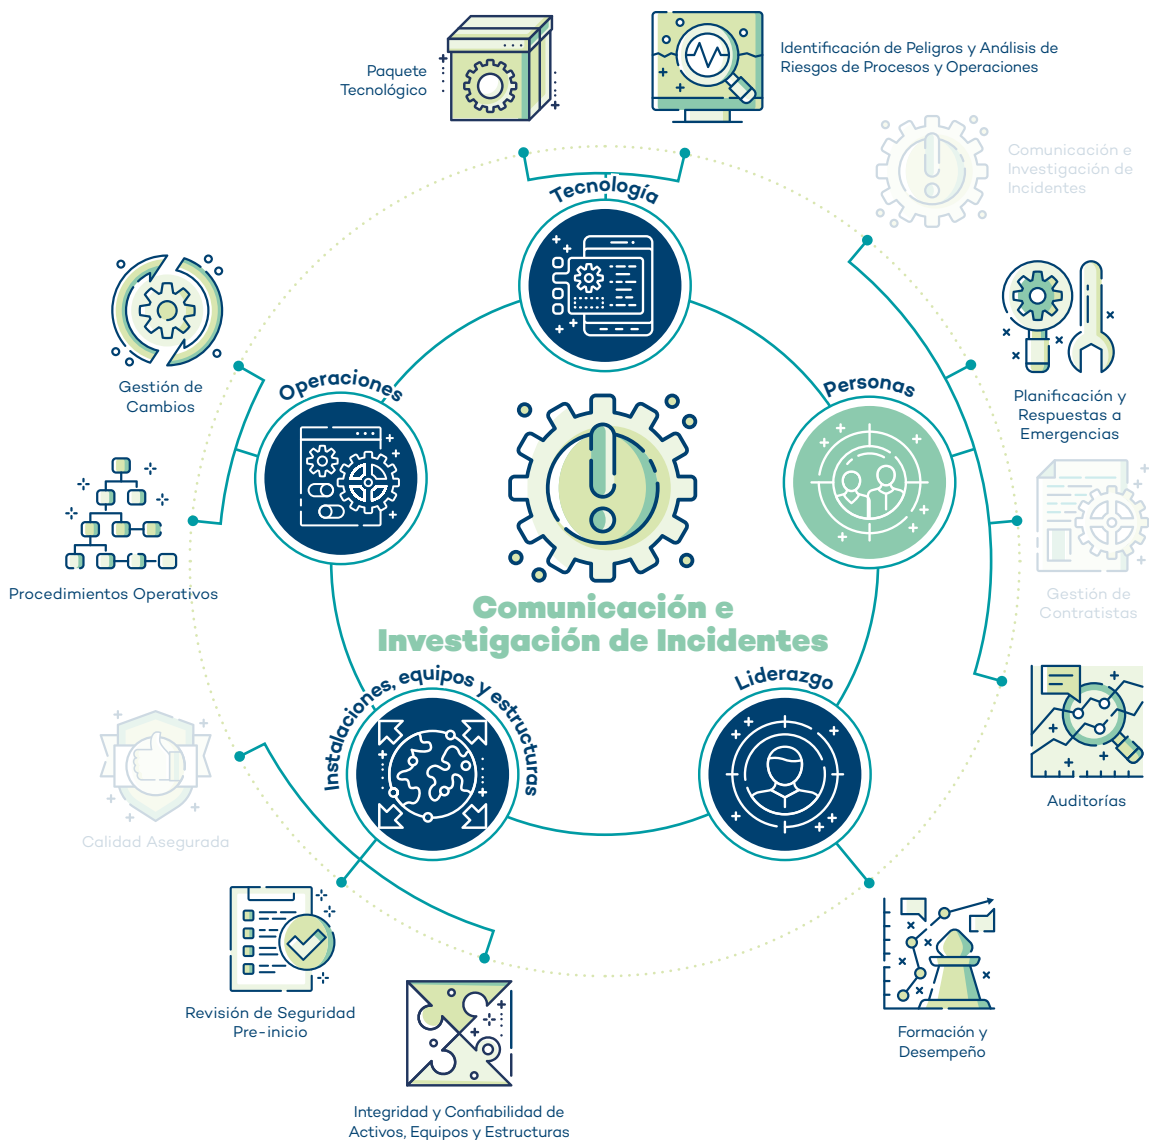 Paquete
Tecnológico
Identificación de Peligros y Análisis de
Riesgos de Procesos y Operaciones
Comunicación e
Investigación de
Incidentes
Tecnología
Gestión de
Cambios
Operaciones
Personas
Planificación y
Respuestas a
Emergencias
Procedimientos Operativos
Gestión de
Contratistas
Comunicación e
Investigación de Incidentes
Instalaciones, equipos y estructuras
Liderazgo
Auditorías
Calidad Asegurada
Revisión de Seguridad
Pre-inicio
Formación y
Desempeño
Integridad y Confiabilidad de
Activos, Equipos y Estructuras